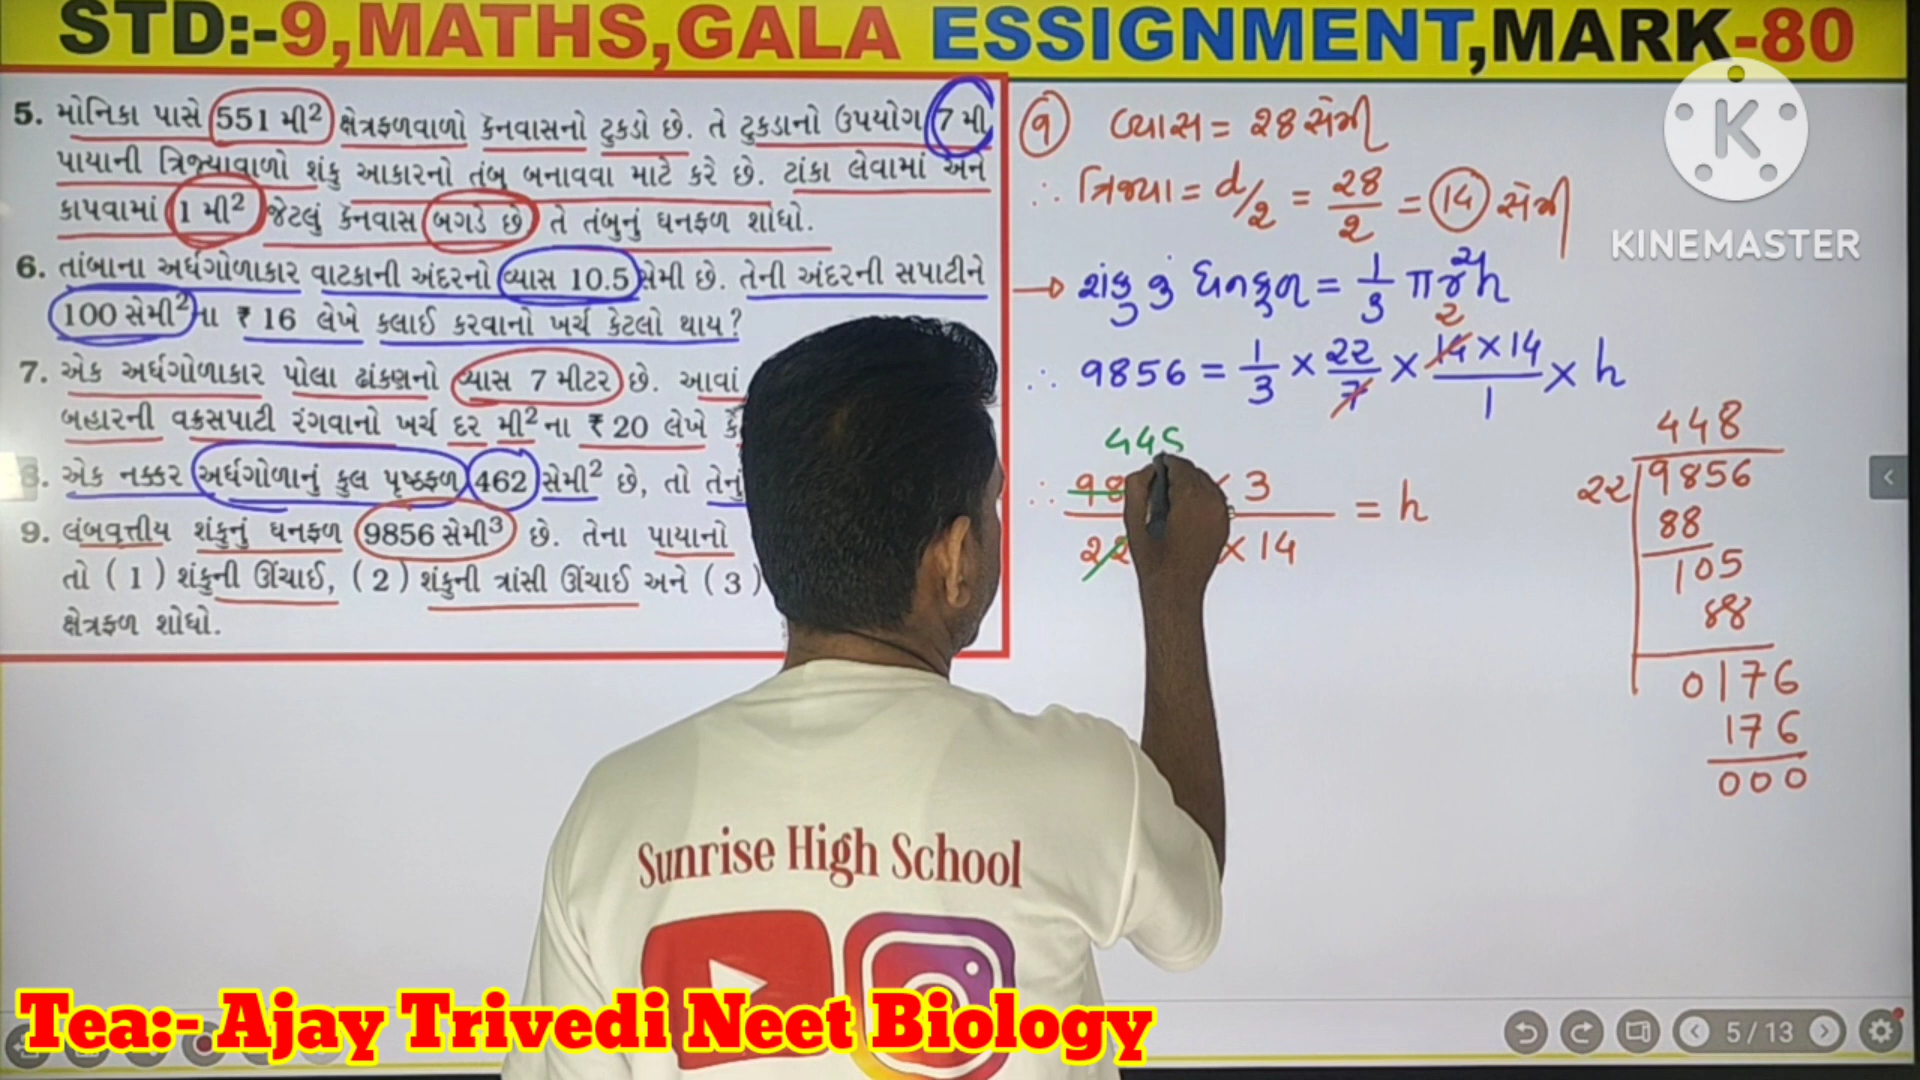 STD:-9,MATHS,GALA ESSIGNMENT,MARK-80
5. મોનિકા પાસે 551 મી² ક્ષેત્રફળવાળો કૅનવાસનો ટુકડો છે. તે ટુકડાનો ઉપયોગ 7 મી
પાયાની ત્રિજ્યાવાળો શંકુ આકારનો તંબુ બનાવવા માટે કરે છે. ટાંકા લેવામાં અને
કાપવામાં 1 મી² જેટલું કૅનવાસ બગડે છે તે તંબુનું ઘનફળ શોધો.
6. તાંબાના અર્ધગોળાકાર વાટકાની અંદરનો વ્યાસ 10.5 સેમી છે. તેની અંદરની સપાટીને
100 સેમી² ના ₹ 16 લેખે કલાઈ કરવાનો ખર્ચ કેટલો થાય?
7. એક અર્ધગોળાકાર પોલા ઢાંકણનો વ્યાસ 7 મીટર છે. આવાં
બહારની વક્રસપાટી રંગવાનો ખર્ચ દર મી² ના ₹ 20 લેખે
8. એક નક્કર અર્ધગોળાનું કુલ પૃષ્ઠફળ 462 સેમી² છે, તો તેનું
9. લંબવૃત્તીય શંકુનું ઘનફળ 9856 સેમી³ છે. તેના પાયાનો
તો (1) શંકુની ઊંચાઈ, (2) શંકુની ત્રાંસી ઊંચાઈ અને (3)
ક્ષેત્રફળ શોધો.
૧ વ્યાસ = 28 સેમી
∴ ત્રિજ્યા = d/2 = 28/2 = 14 સેમી
→ શંકુનું ઘનફળ = 1/3 πr²h
2
∴ 9856 = 1/3 × 22/7 × 14 × 14/1 × h
∴ 98 × 3 / 22 × 14 = h
448
22 9856
88
105
88
0176
176
000
K
KINEMASTER
Sunrise High School
Tea:- Ajay Trivedi Neet Biology
5/13